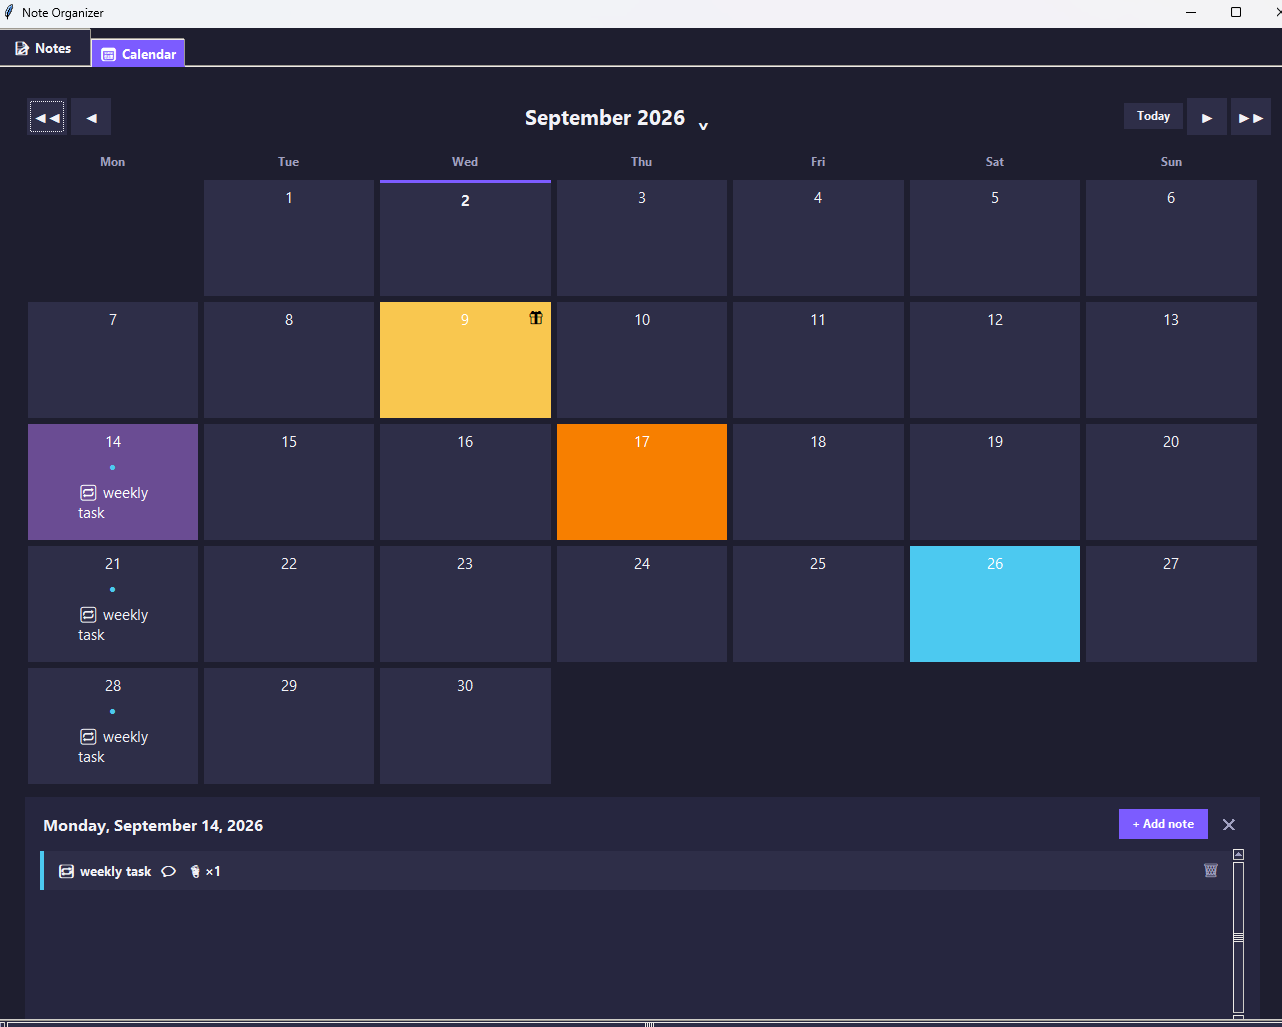 Note Organizer
Notes
Calendar
September 2026
Today
Mon Tue Wed Thu Fri Sat Sun
1 2 3 4 5 6
7 8 9 10 11 12 13
14 15 16 17 18 19 20
weekly
task
21 22 23 24 25 26 27
weekly
task
28 29 30
weekly
task
Monday, September 14, 2026
+ Add note
weekly task ×1